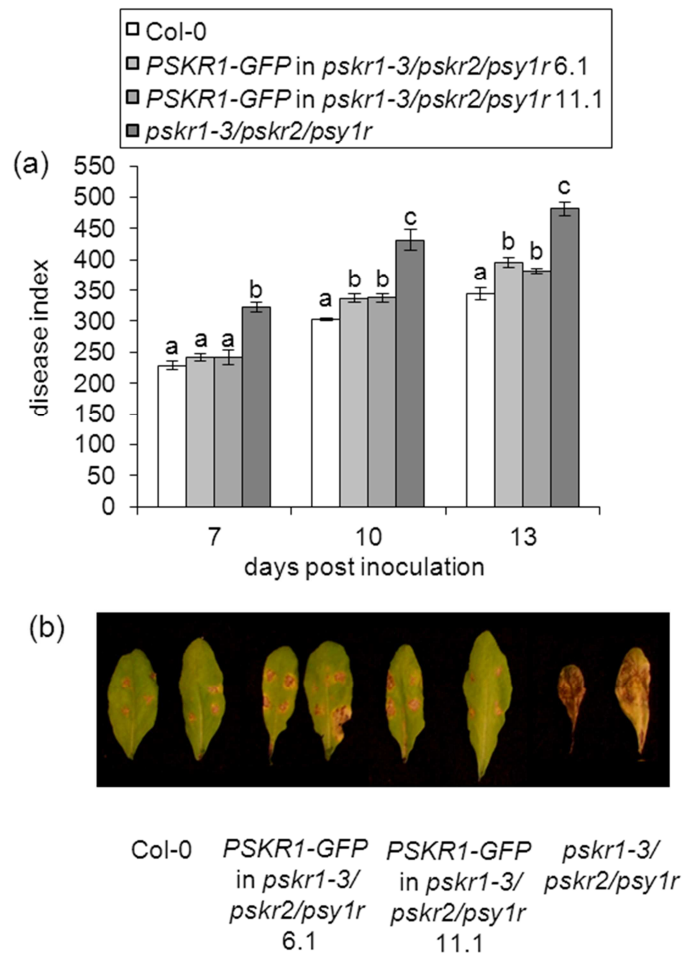 Col-0
PSKR1-GFP in pskr1-3/pskr2/psy1r 6.1
PSKR1-GFP in pskr1-3/pskr2/psy1r 11.1
pskr1-3/pskr2/psy1r
(a)
disease index
550
500
450
400
350
300
250
200
150
100
50
0
a a a b
a b b c
a b b c
7 10 13
days post inoculation
(b)
Col-0
PSKR1-GFP
in pskr1-3/
pskr2/psy1r
6.1
PSKR1-GFP
in pskr1-3/
pskr2/psy1r
11.1
pskr1-3/
pskr2/psy1r